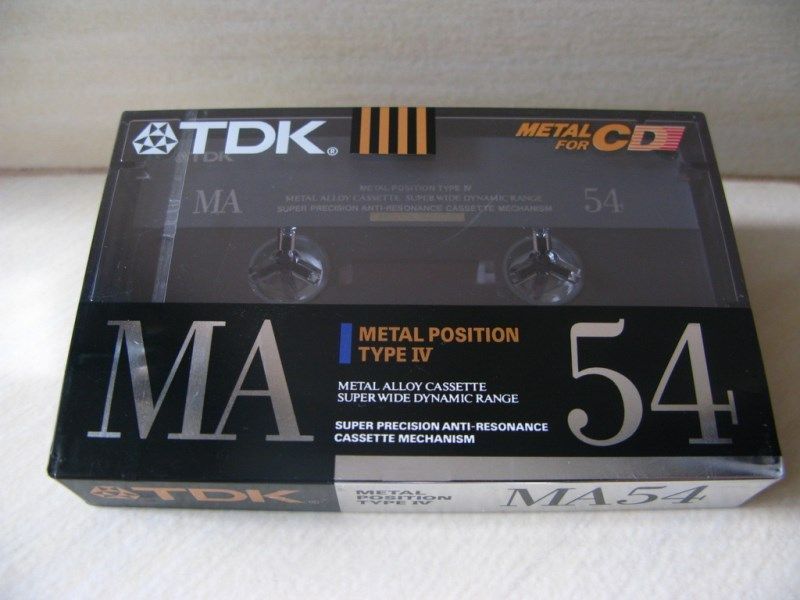 TDK®
METAL
FOR CD
TDK
METAL POSITION TYPE IV
MA
METAL ALLOY CASSETTE SUPER WIDE DYNAMIC RANGE
54
SUPER PRECISION ANTI-RESONANCE CASSETTE MECHANISM
MA
METAL POSITION
TYPE IV
54
METAL ALLOY CASSETTE
SUPER WIDE DYNAMIC RANGE
SUPER PRECISION ANTI-RESONANCE
CASSETTE MECHANISM
TDK
METAL
POSITION
TYPE IV
MA 54